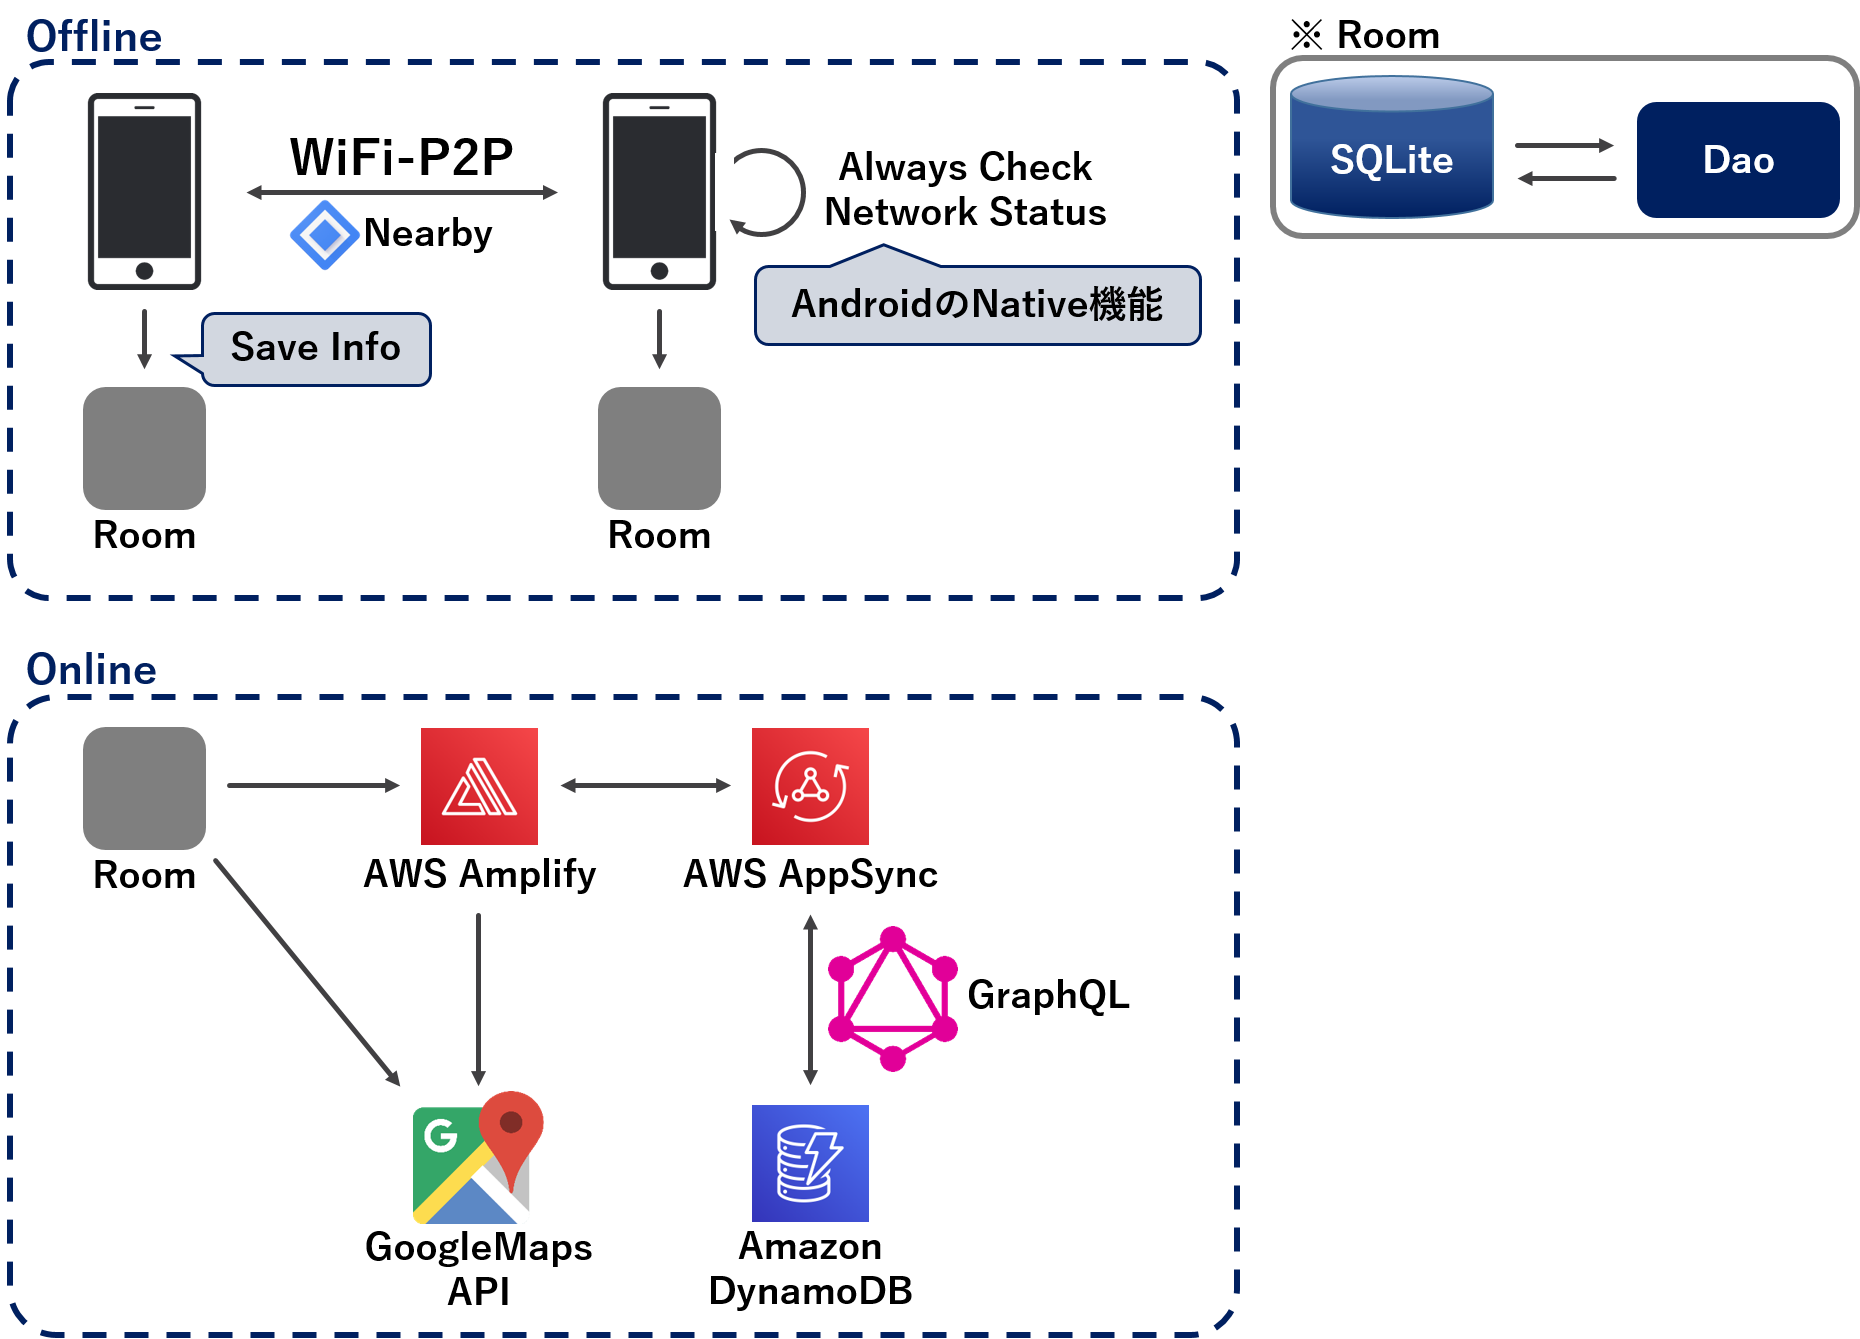 Offline
WiFi-P2P
Nearby
Always Check
Network Status
AndroidのNative機能
Save Info
Room
Room
※ Room
SQLite
Dao
Online
Room
AWS Amplify
AWS AppSync
GraphQL
G
GoogleMaps
API
Amazon
DynamoDB